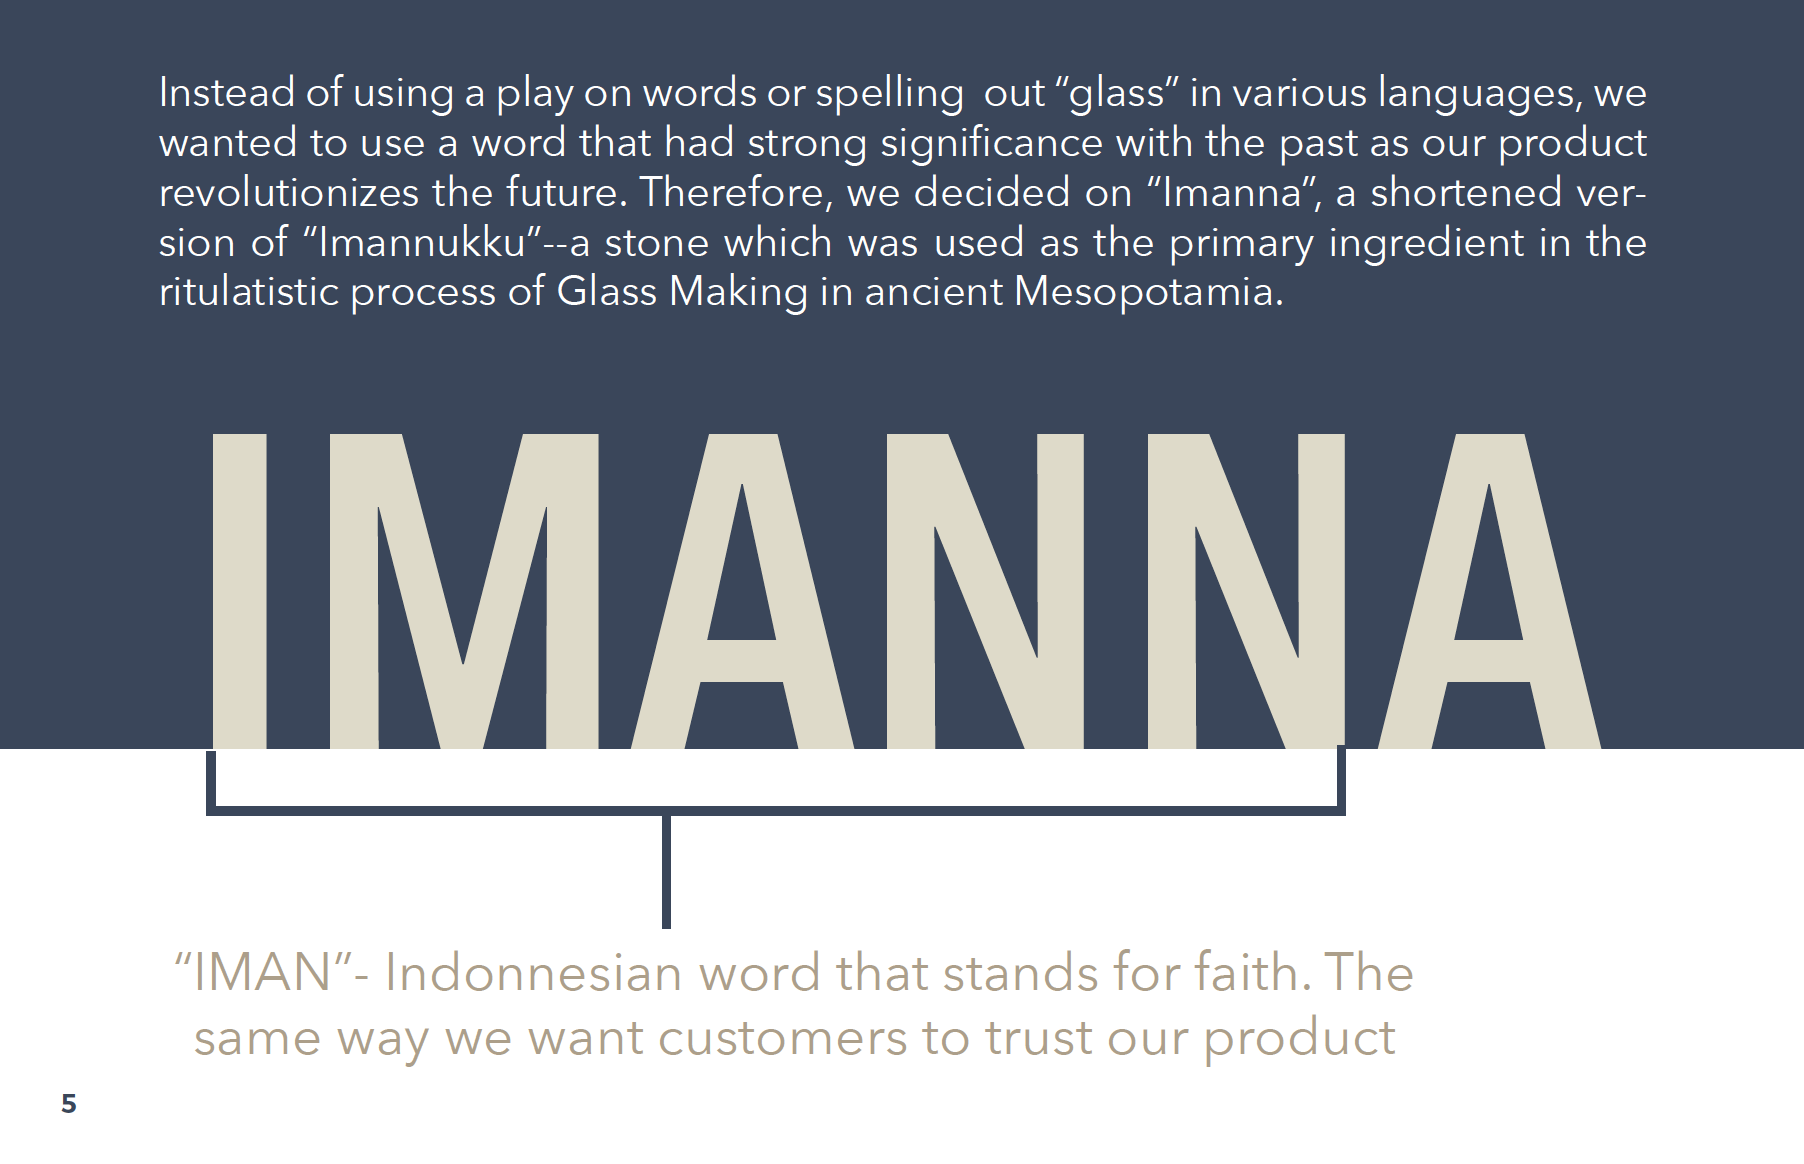 Instead of using a play on words or spelling  out “glass” in various languages, we
wanted to use a word that had strong significance with the past as our product
revolutionizes the future. Therefore, we decided on “Imanna”, a shortened ver-
sion of “Imannukku”--a stone which was used as the primary ingredient in the
ritulatistic process of Glass Making in ancient Mesopotamia.
IMANNA
“IMAN”- Indonnesian word that stands for faith. The
same way we want customers to trust our product
5